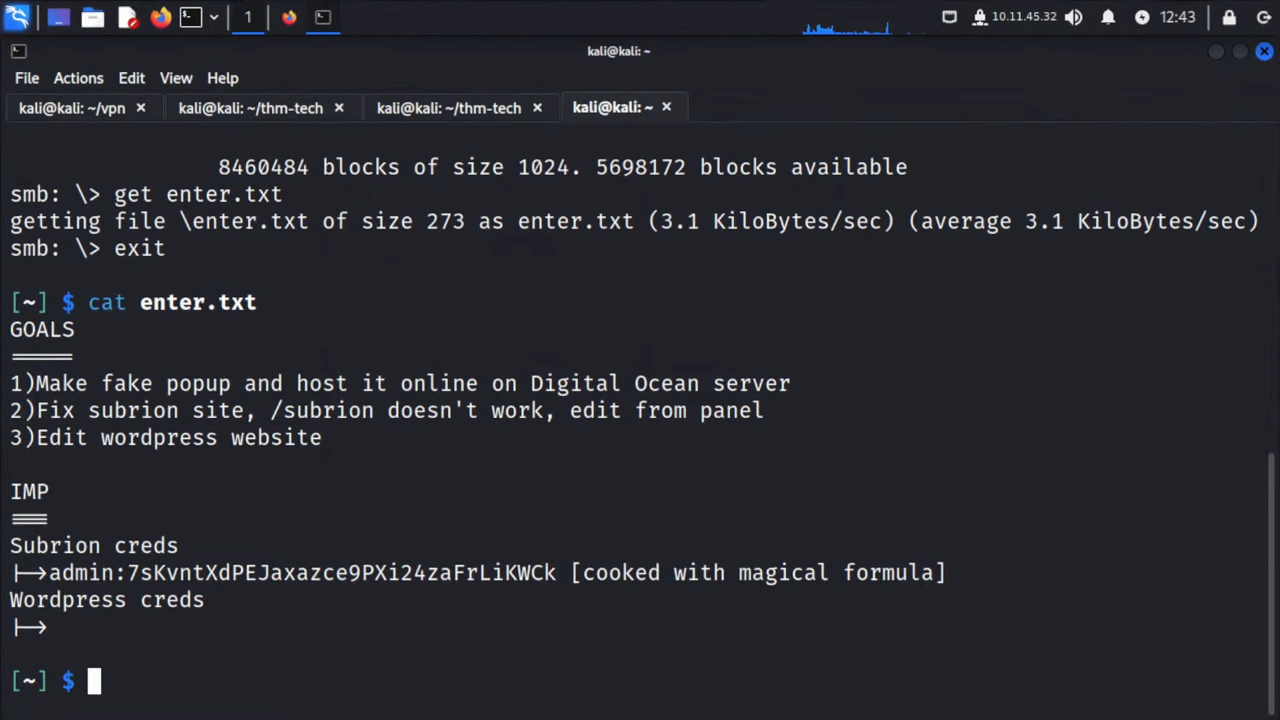 1
10.11.45.32
12:43
kali@kali: ~
File Actions Edit View Help
kali@kali: ~/vpn
kali@kali: ~/thm-tech
kali@kali: ~/thm-tech
kali@kali: ~
8460484 blocks of size 1024. 5698172 blocks available
smb: \> get enter.txt
getting file \enter.txt of size 273 as enter.txt (3.1 KiloBytes/sec) (average 3.1 KiloBytes/sec)
smb: \> exit
[~] $ cat enter.txt
GOALS
=====
1)Make fake popup and host it online on Digital Ocean server
2)Fix subrion site, /subrion doesn't work, edit from panel
3)Edit wordpress website
IMP
===
Subrion creds
|->admin:7sKvntXdPEJaxazce9PXi24zaFrLiKWCk [cooked with magical formula]
Wordpress creds
|->
[~] $